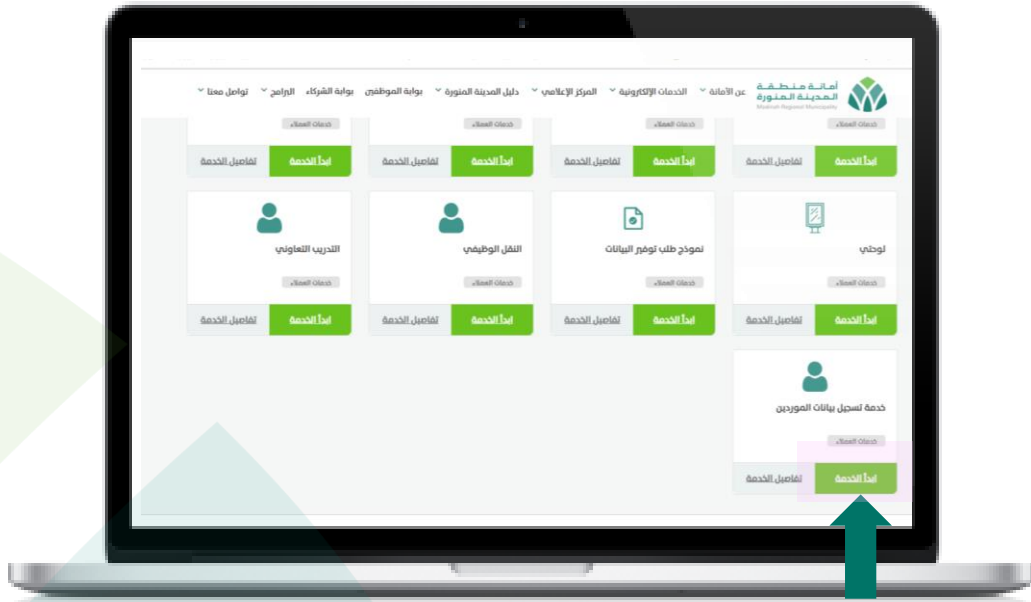 أمانة منطقة
المدينة المنورة
Madinah Regional Municipality
عن الأمانة
الخدمات الإلكترونية
المركز الإعلامي
دليل المدينة المنورة
بوابة الموظفين
بوابة الشركاء
البرامج
تواصل معنا
خدمات العملاء
خدمات العملاء
خدمات العملاء
خدمات العملاء
ابدأ الخدمة
تفاصيل الخدمة
ابدأ الخدمة
تفاصيل الخدمة
ابدأ الخدمة
تفاصيل الخدمة
ابدأ الخدمة
تفاصيل الخدمة
لوحتي
نموذج طلب توفير البيانات
النقل الوظيفي
التدريب التعاوني
خدمات العملاء
خدمات العملاء
خدمات العملاء
خدمات العملاء
ابدأ الخدمة
تفاصيل الخدمة
ابدأ الخدمة
تفاصيل الخدمة
ابدأ الخدمة
تفاصيل الخدمة
ابدأ الخدمة
تفاصيل الخدمة
خدمة تسجيل بيانات الموردين
خدمات العملاء
ابدأ الخدمة
تفاصيل الخدمة